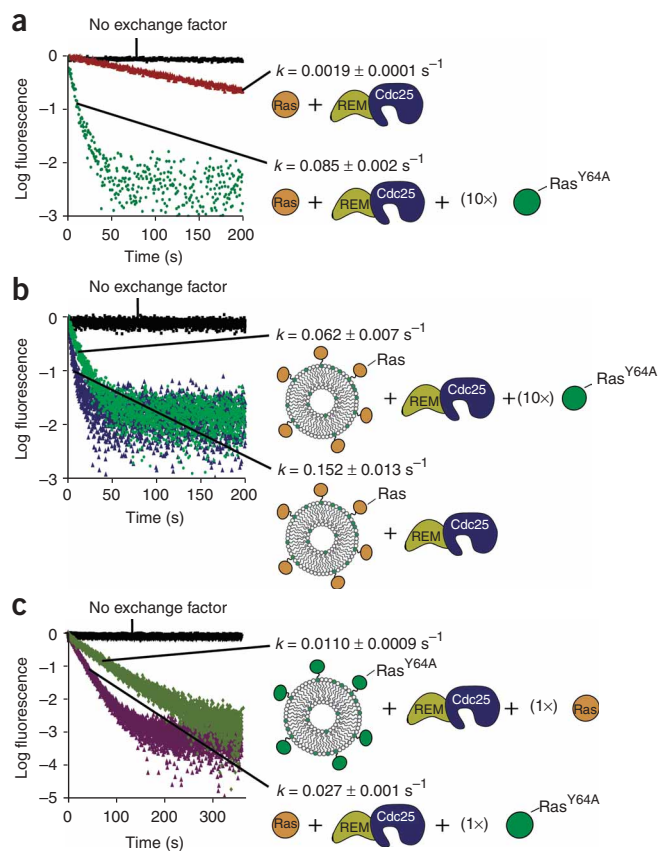 a
No exchange factor
0
-1
-2
-3
Log fluorescence
0 50 100 150 200
Time (s)
k = 0.0019 ± 0.0001 s⁻¹
Ras + REM Cdc25
k = 0.085 ± 0.002 s⁻¹
Ras + REM Cdc25 + (10×) RasY64A
b
No exchange factor
0
-1
-2
-3
Log fluorescence
0 50 100 150 200
Time (s)
k = 0.062 ± 0.007 s⁻¹
Ras
+ REM Cdc25 +(10×) RasY64A
k = 0.152 ± 0.013 s⁻¹
Ras
+ REM Cdc25
c
No exchange factor
0
-1
-2
-3
-4
-5
Log fluorescence
0 100 200 300
Time (s)
k = 0.0110 ± 0.0009 s⁻¹
RasY64A
+ REM Cdc25 + (1×) Ras
k = 0.027 ± 0.001 s⁻¹
Ras + REM Cdc25 + (1×) RasY64A